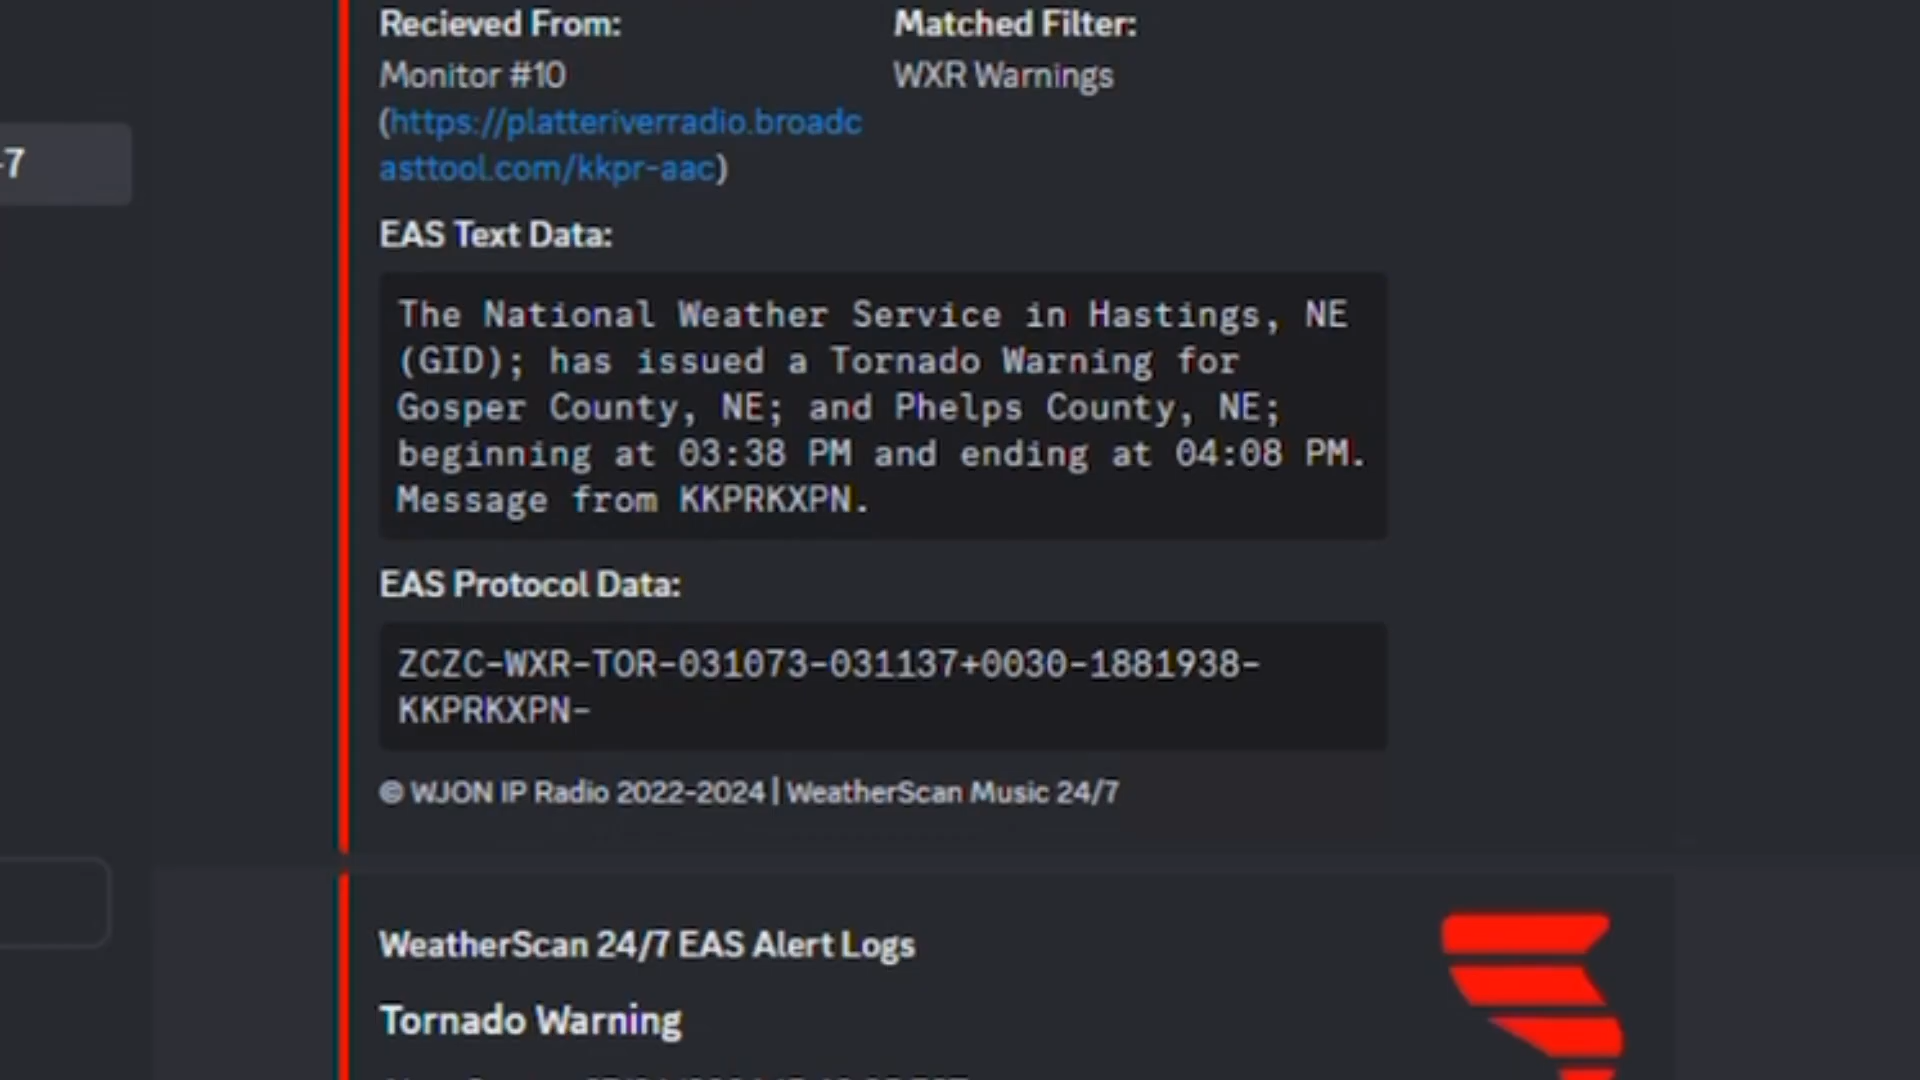 Recieved From:
Matched Filter:
Monitor #10
WXR Warnings
(https://platteriverradio.broadc
asttool.com/kkpr-aac)
-7
EAS Text Data:
The National Weather Service in Hastings, NE
(GID); has issued a Tornado Warning for
Gosper County, NE; and Phelps County, NE;
beginning at 03:38 PM and ending at 04:08 PM.
Message from KKPRKXPN.
EAS Protocol Data:
ZCZC-WXR-TOR-031073-031137+0030-1881938-
KKPRKXPN-
© WJON IP Radio 2022-2024 | WeatherScan Music 24/7
WeatherScan 24/7 EAS Alert Logs
Tornado Warning